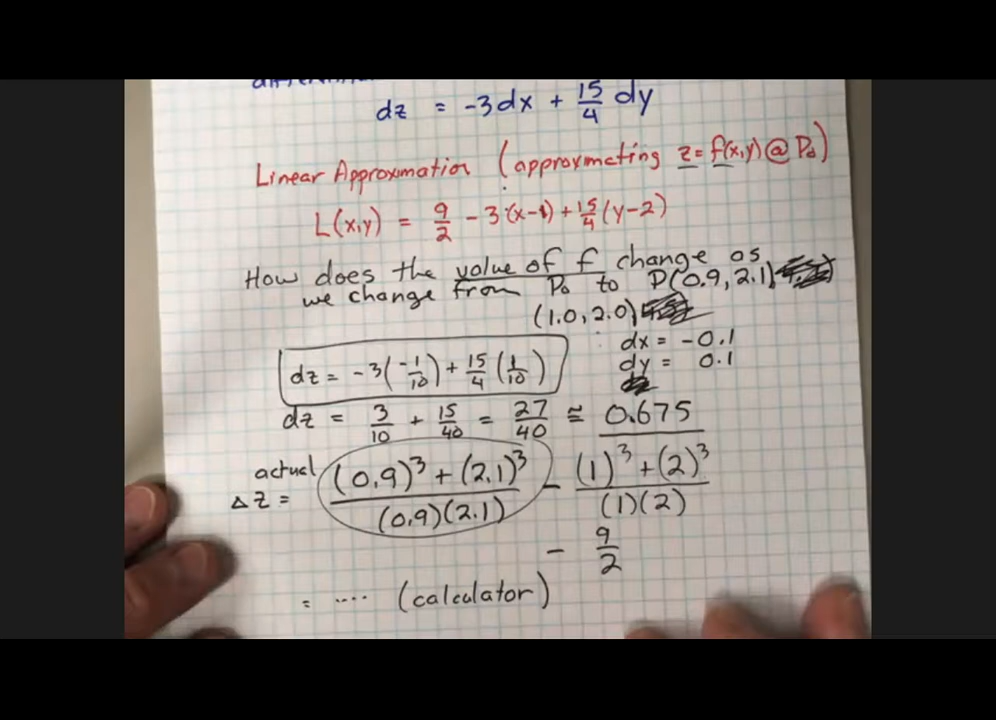 dz = -3dx + 15/4 dy
Linear Approxmation (approxmating z = f(x,y) @ P₀)
L(x,y) = 9/2 - 3(x-1) + 15/4 (y-2)
How does the value of f change as
we change from P₀ to P(0.9, 2.1)
(1.0, 2.0)
dx = -0.1
dy = 0.1
dz = -3(-1/10) + 15/4 (1/10)
dz = 3/10 + 15/40 = 27/40 ≅ 0.675
actual
Δz = (0.9)³ + (2.1)³ / (0.9)(2.1) - (1)³ + (2)³ / (1)(2)
- 9/2
= .... (calculator)